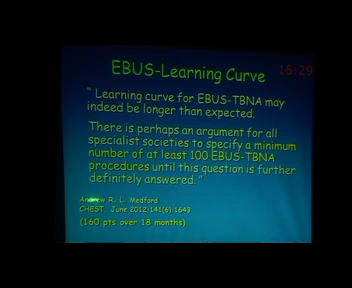 EBUS-Learning Curve
16:29
" Learning curve for EBUS-TBNA may
indeed be longer than expected.
There is perhaps an argument for all
specialist societies to specify a minimum
number of at least 100 EBUS-TBNA
procedures until this question is further
definitely answered."
Andrew R. L. Medford
CHEST. June 2012;141(6):1643
(160 pts over 18 months)